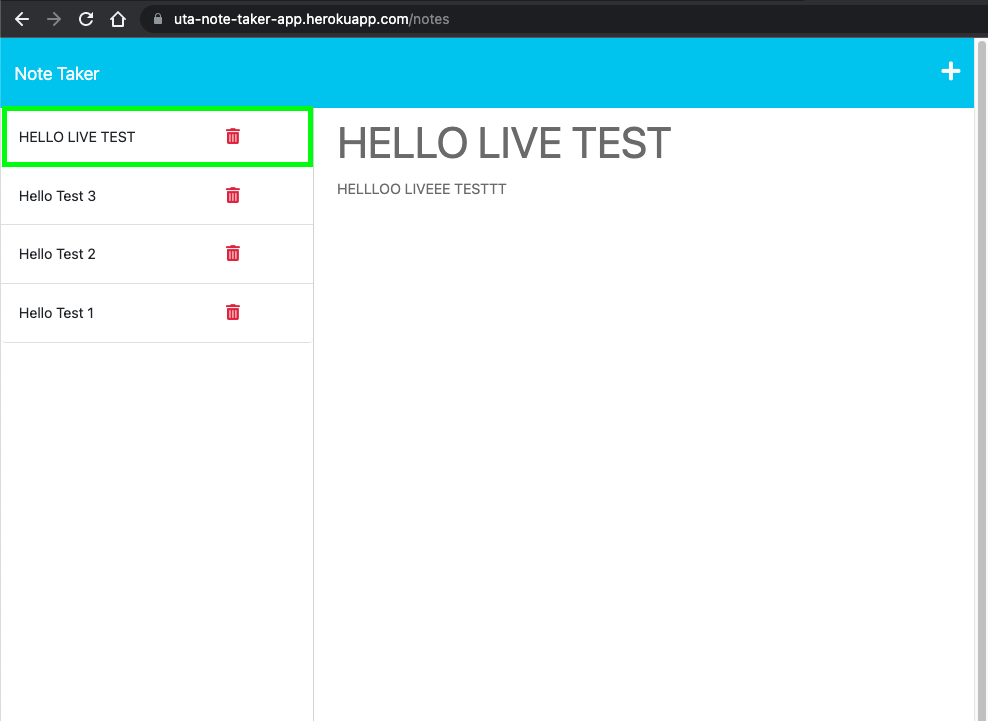 uta-note-taker-app.herokuapp.com/notes
Note Taker
HELLO LIVE TEST
Hello Test 3
Hello Test 2
Hello Test 1
HELLO LIVE TEST
HELLLOO LIVEEE TESTTT